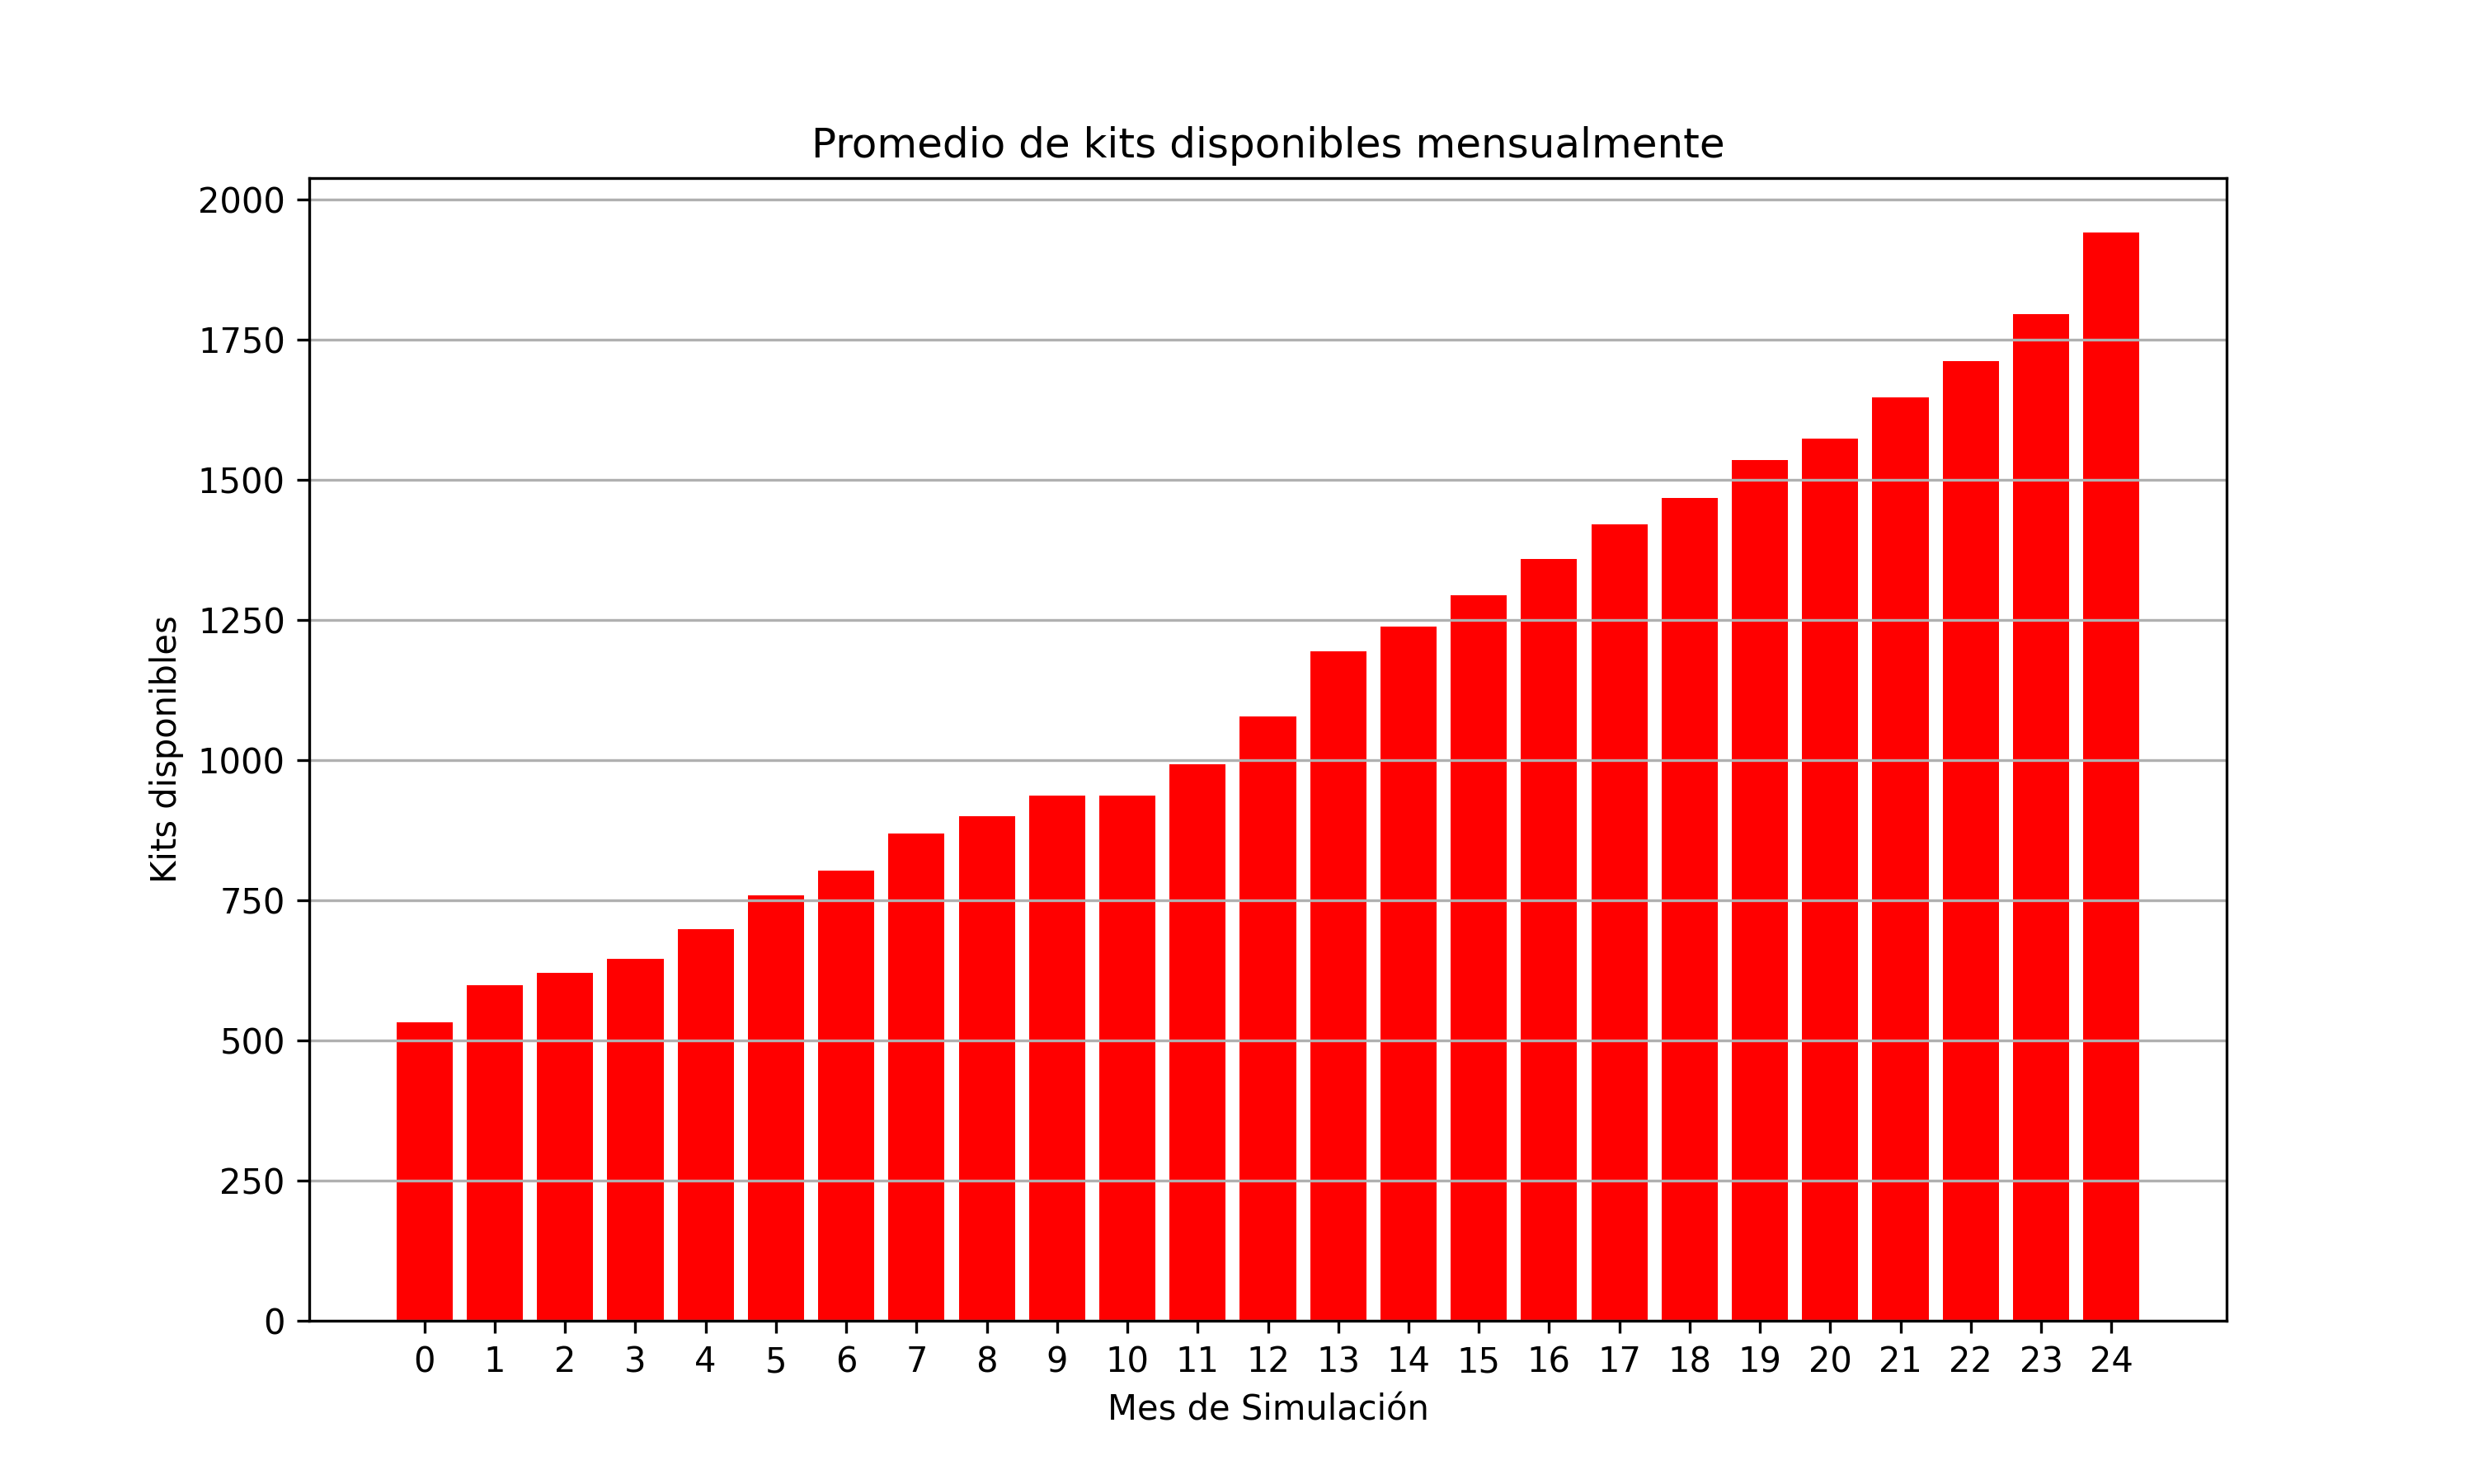 Promedio de kits disponibles mensualmente
Kits disponibles
2000
1750
1500
1250
1000
750
500
250
0
0 1 2 3 4 5 6 7 8 9 10 11 12 13 14 15 16 17 18 19 20 21 22 23 24
Mes de Simulación